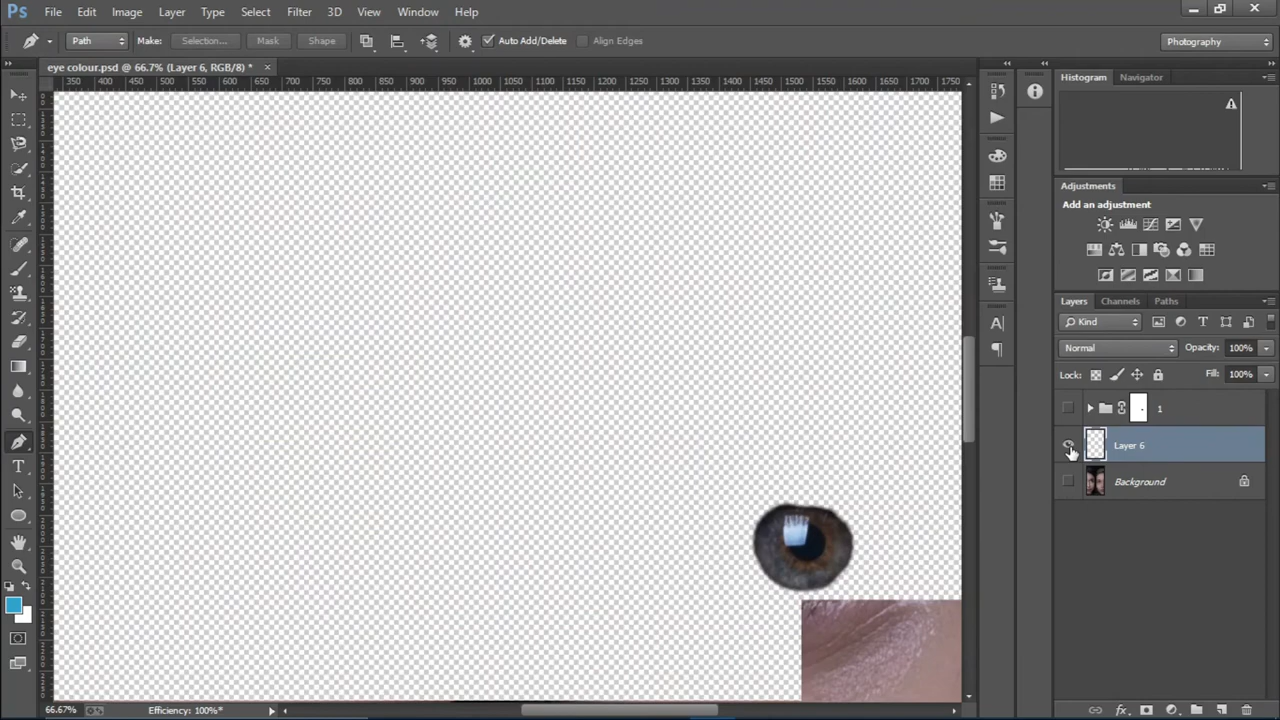 Ps File Edit Image Layer Type Select Filter 3D View Window Help
Path Make: Selection... Mask Shape Auto Add/Delete Align Edges Photography
eye colour.psd @ 66.7% (Layer 6, RGB/8) * ×
350 400 450 500 550 600 650 700 750 800 850 900 950 1000 1050 1100 1150 1200 1250 1300 1350 1400 1450 1500 1550 1600 1650 1700 1750
Histogram Navigator
Adjustments
Add an adjustment
Layers Channels Paths
Kind
Normal Opacity: 100%
Lock: Fill: 100%
1
Layer 6
Background
66.67% Efficiency: 100%*